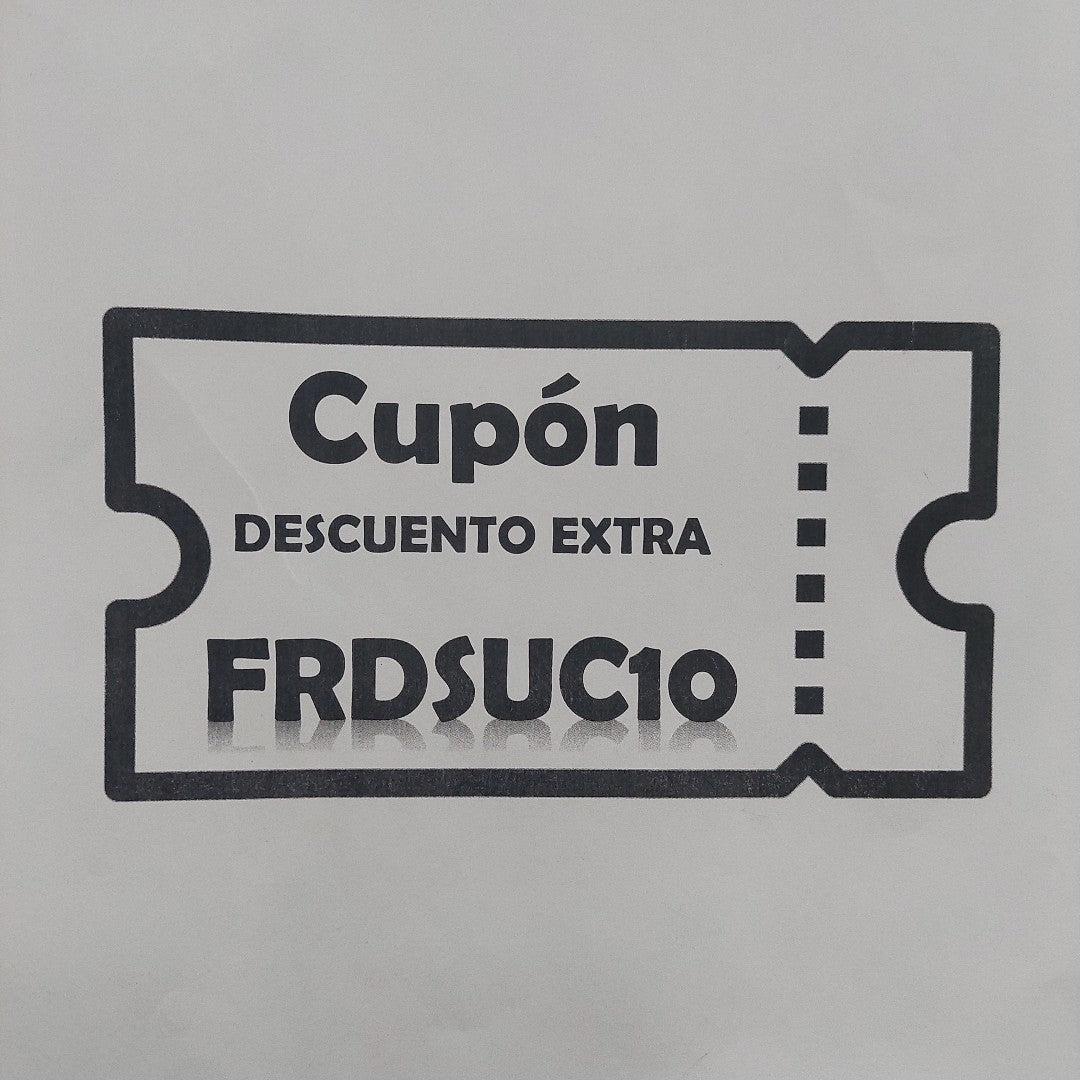 Cupón
DESCUENTO EXTRA
FRDSUC10